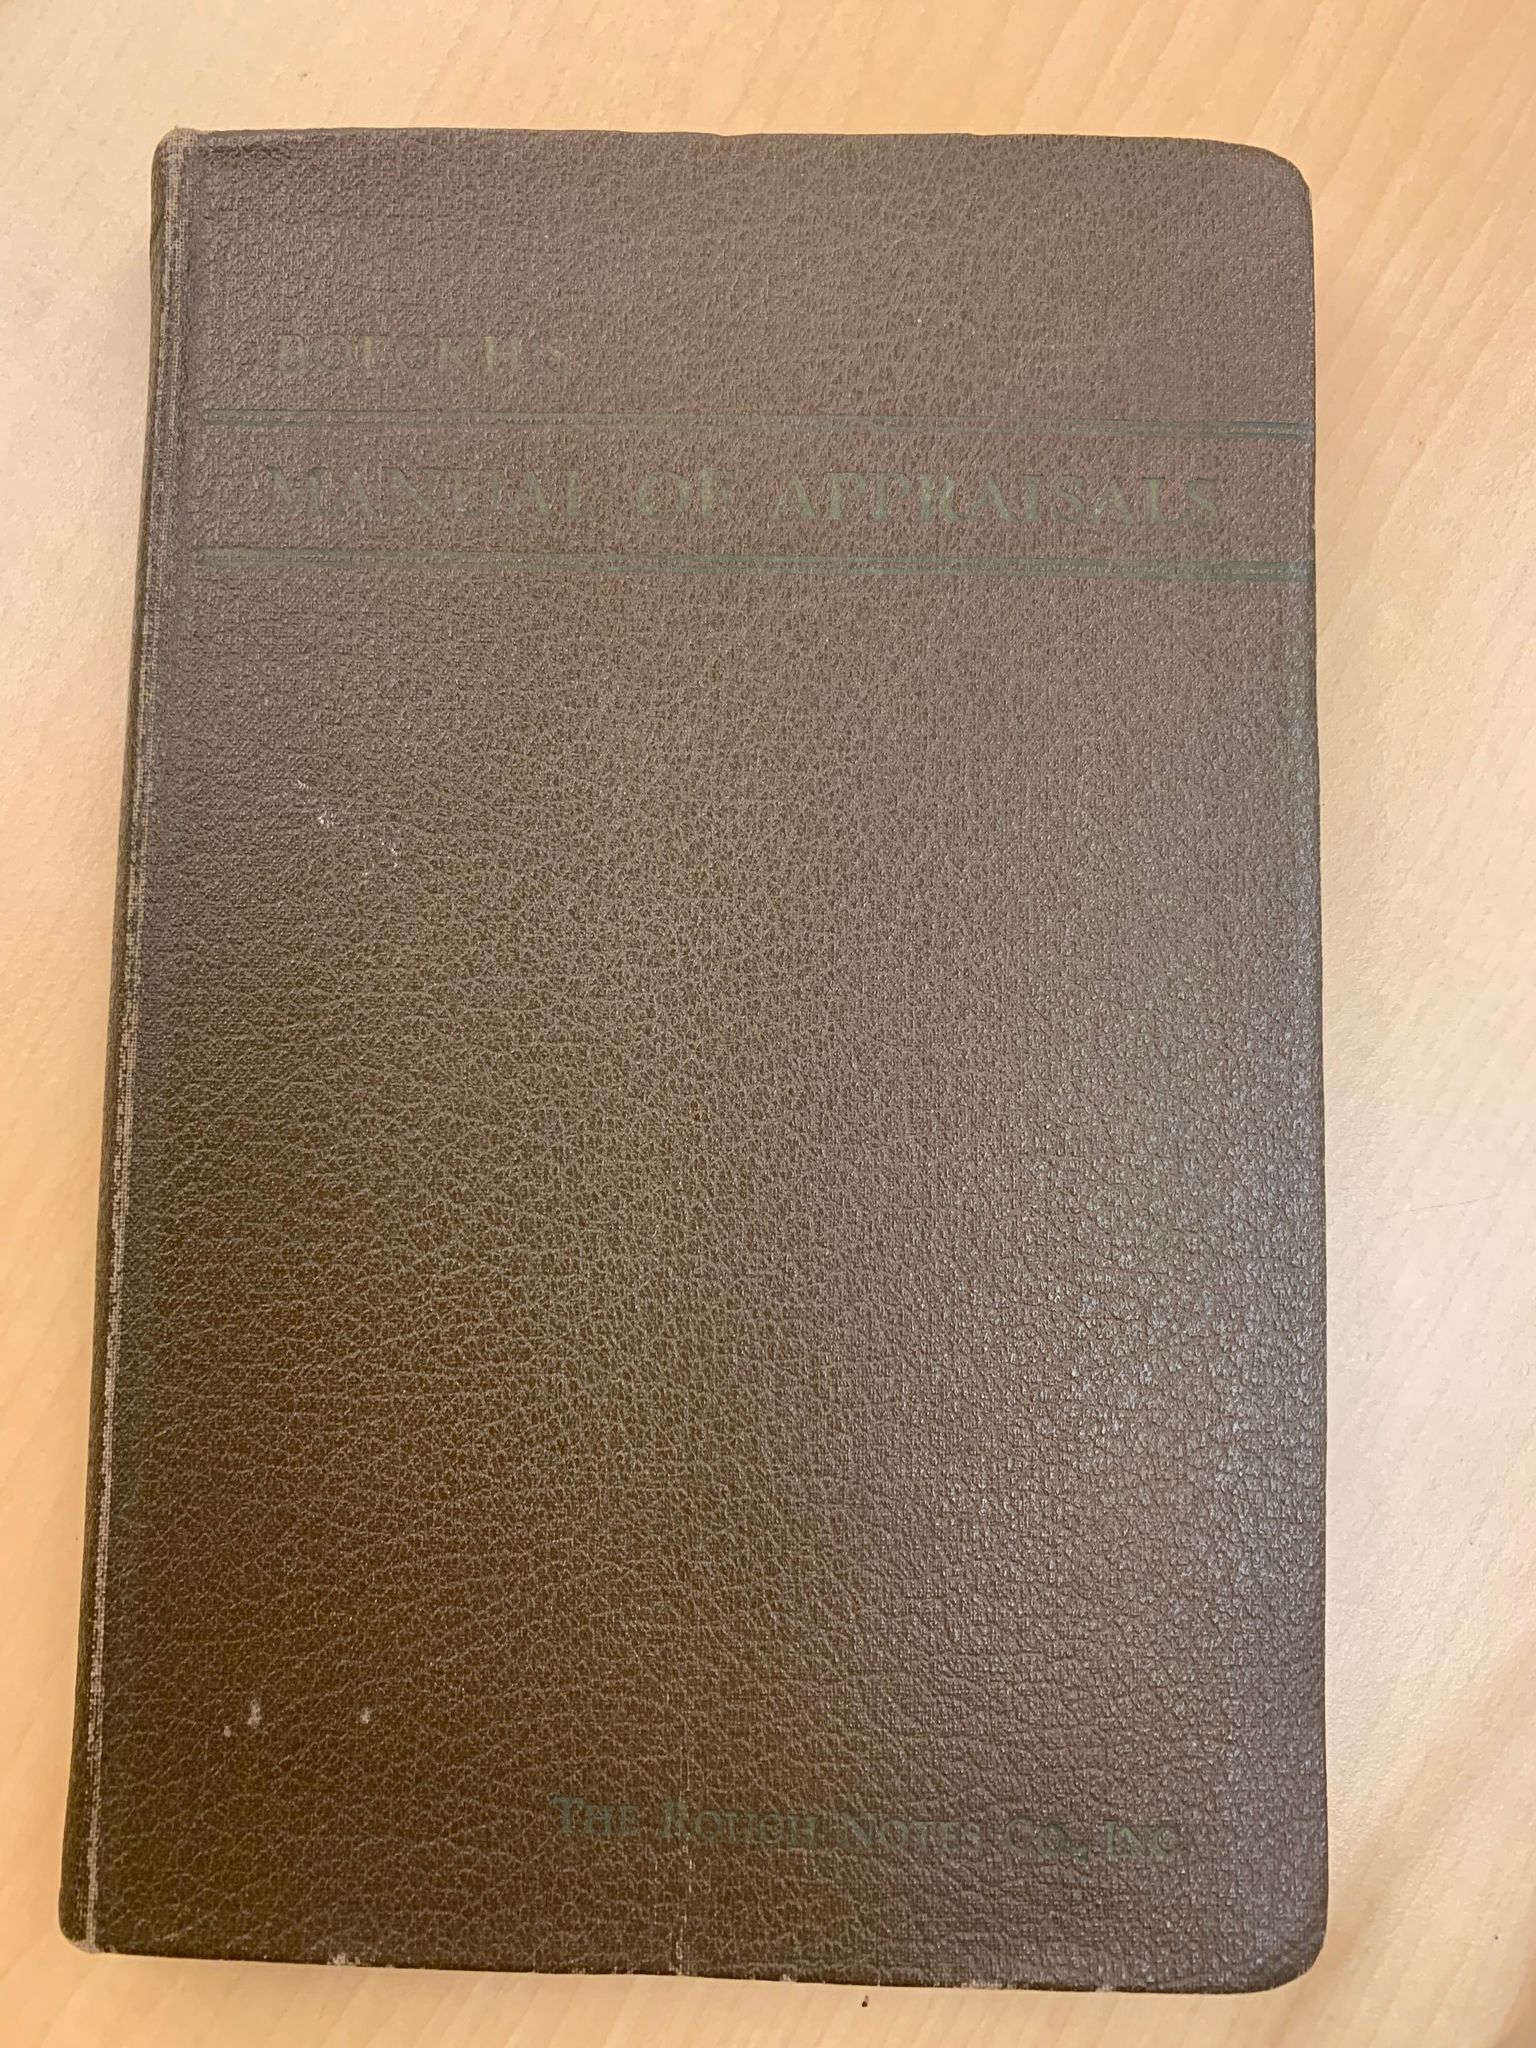 BOECKH'S
MANUAL OF APPRAISALS
THE ROUGH NOTES CO., INC